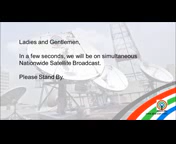 Ladies and Gentlemen,
In a few seconds, we will be on simultaneous
Nationwide Satellite Broadcast.
Please Stand By.